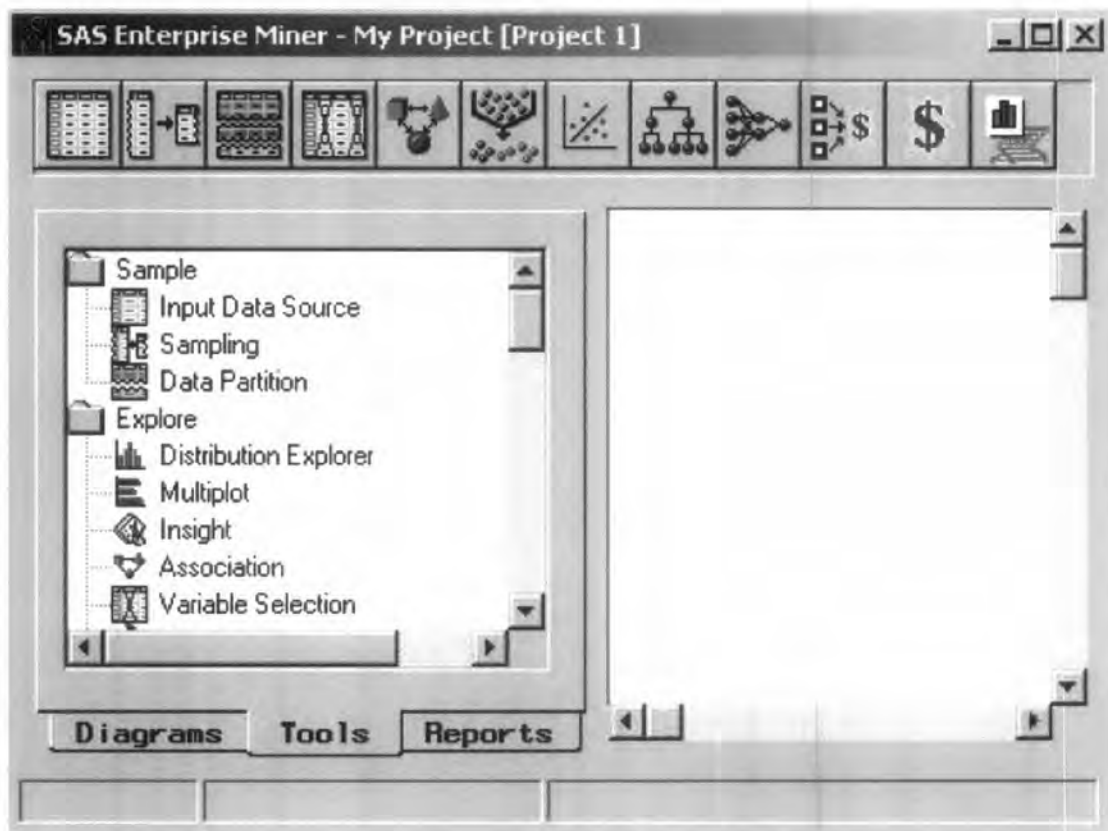 SAS Enterprise Miner - My Project [Project 1]
$
$
Sample
Input Data Source
Sampling
Data Partition
Explore
Distribution Explorer
Multiplot
Insight
Association
Variable Selection
Diagrams
Tools
Reports